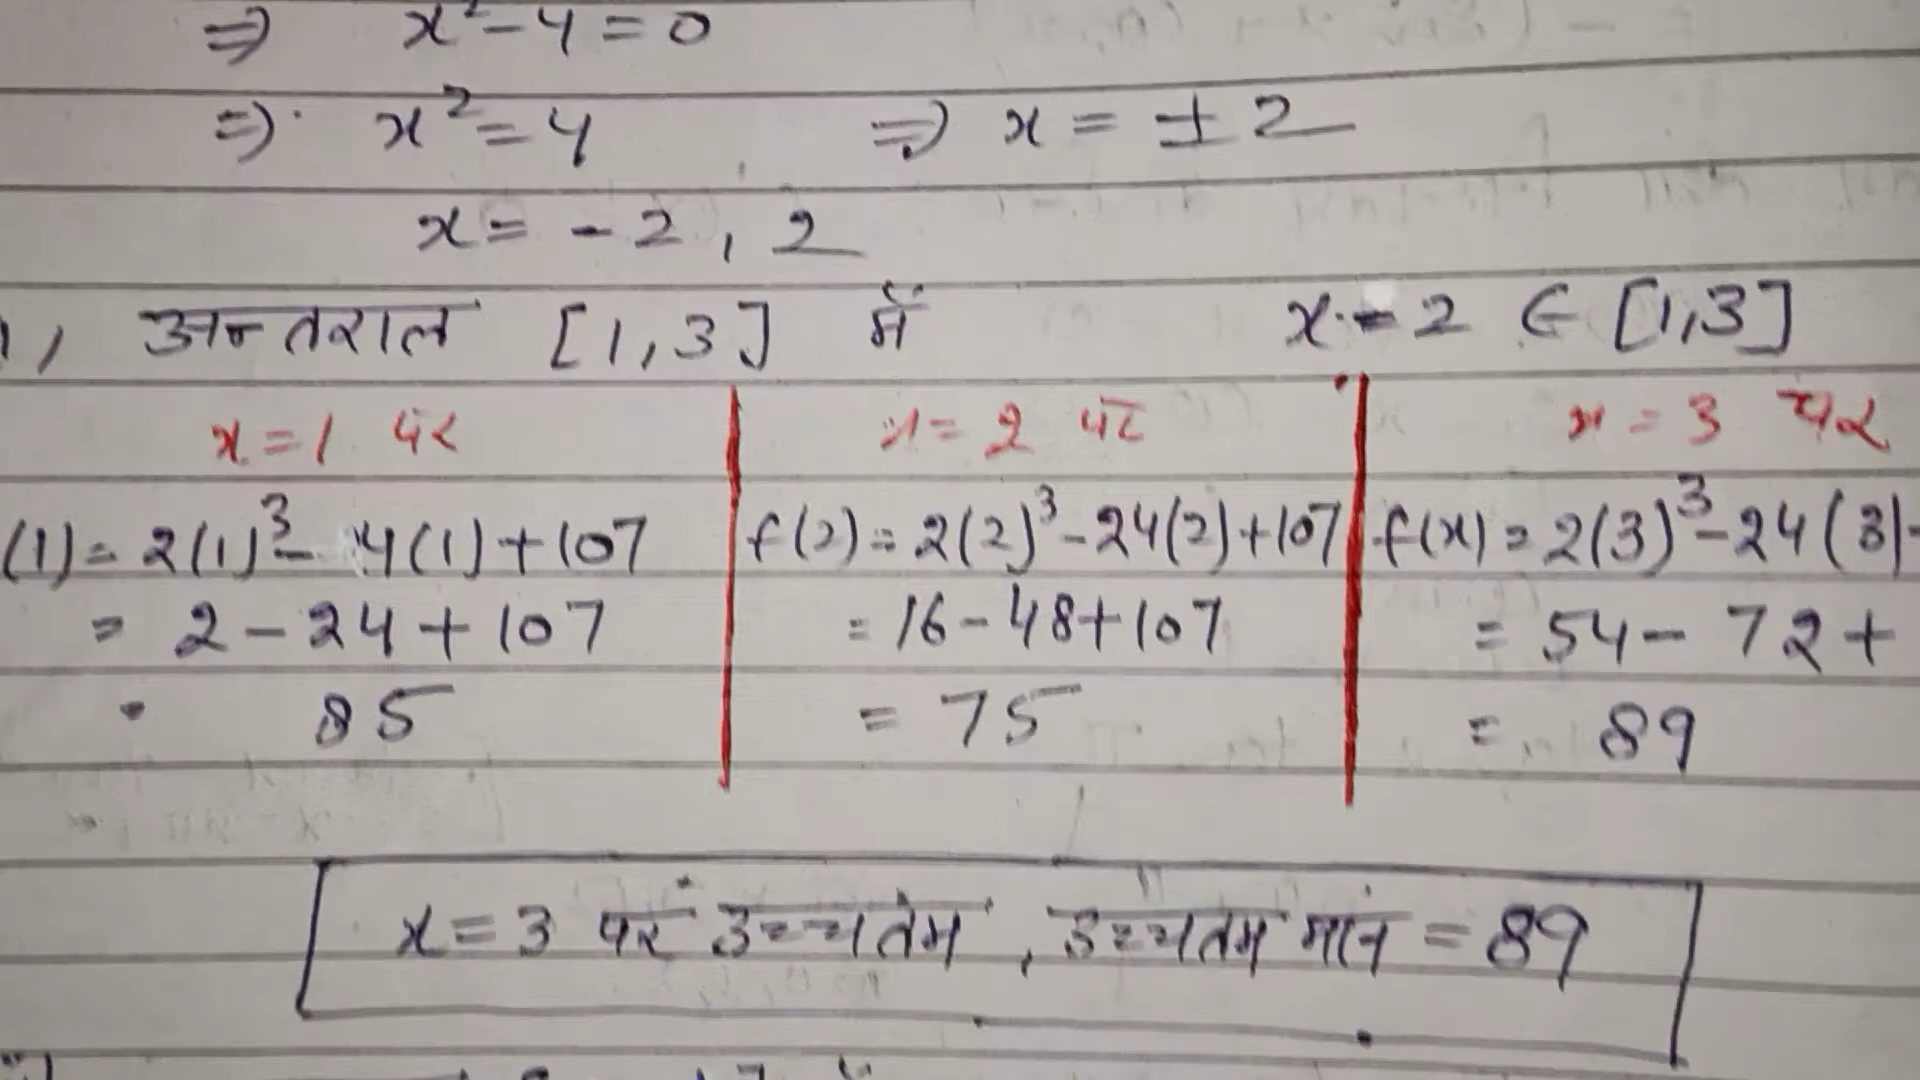 ⇒ x²-4=0
⇒ x²=4 ⇒ x = ±2
x = -2, 2
, अन्तराल [1,3] में x=2 ∈ [1,3]
x=1 पर x=2 पर x=3 पर
(1)= 2(1)³- 4(1)+107 f(2)=2(2)³-24(2)+107 f(x)=2(3)³-24(3)
= 2-24+107 =16-48+107 =54-72+
85 =75 = 89
x=3 पर उच्चतम, उच्चतम मान = 89